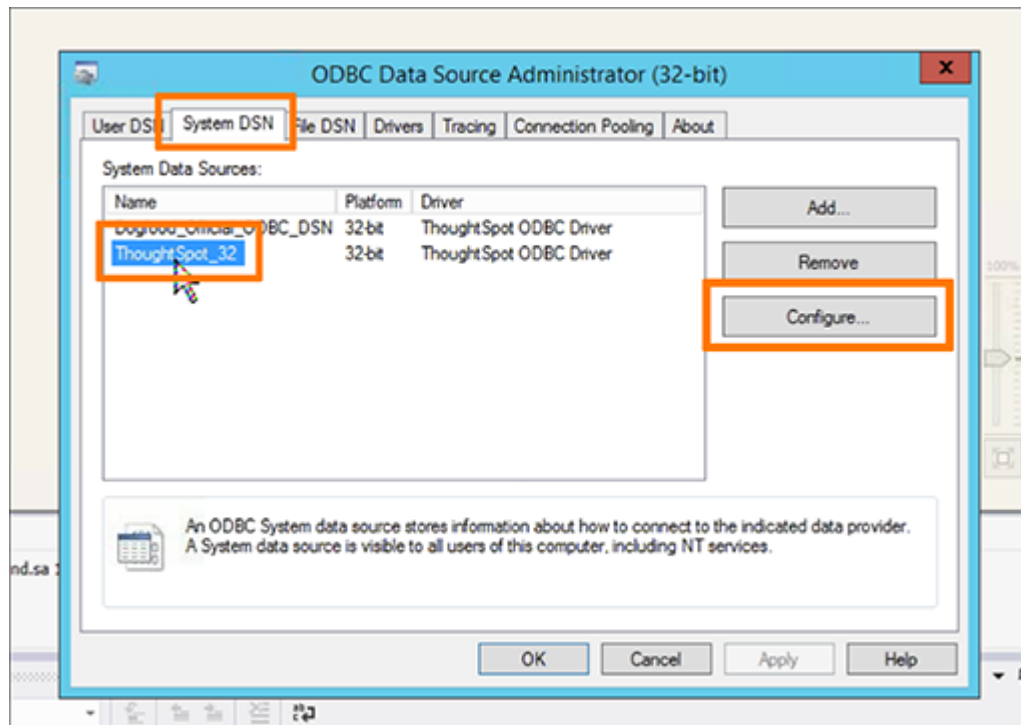 ODBC Data Source Administrator (32-bit)
x
User DSN System DSN File DSN Drivers Tracing Connection Pooling About
System Data Sources:
Name Platform Driver
32-bit ThoughtSpot ODBC Driver
ThoughtSpot_32 32-bit ThoughtSpot ODBC Driver
Add...
Remove
Configure...
100%
An ODBC System data source stores information about how to connect to the indicated data provider.
A System data source is visible to all users of this computer, including NT services.
nd.sa
OK Cancel Apply Help